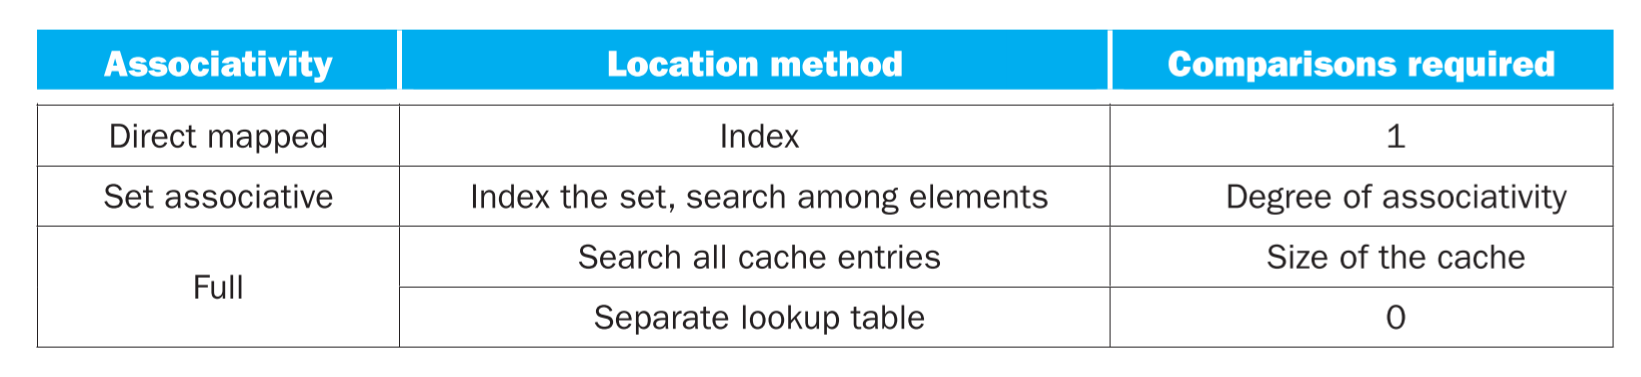 Associativity Location method Comparisons required
Direct mapped Index 1
Set associative Index the set, search among elements Degree of associativity
Full Search all cache entries Size of the cache
Separate lookup table 0